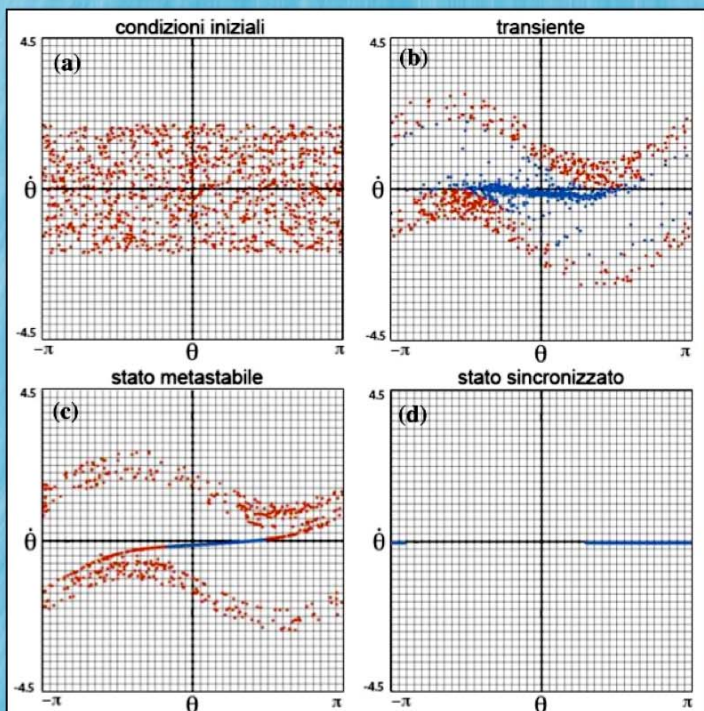 condizioni iniziali
4.5
(a)
θ̇
-4.5
-π
θ
π
transiente
4.5
(b)
θ̇
-4.5
-π
θ
π
stato metastabile
4.5
(c)
θ̇
-4.5
-π
θ
π
stato sincronizzato
4.5
(d)
θ̇
-4.5
-π
θ
π